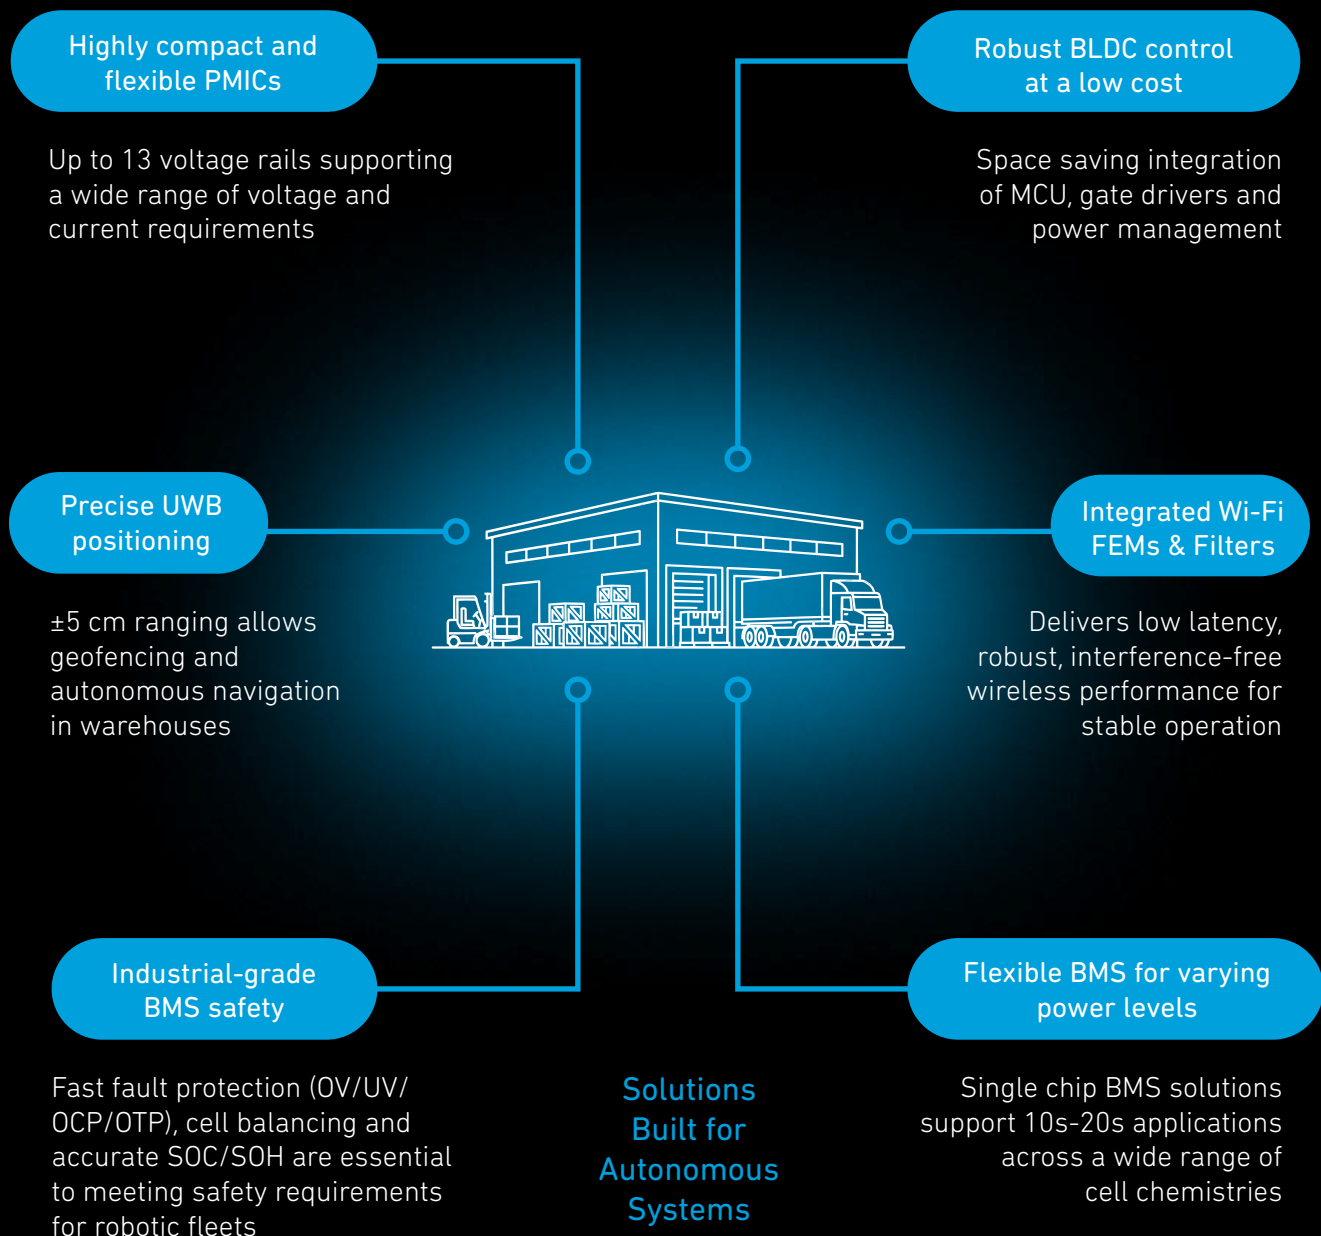 Highly compact and
flexible PMICs
Up to 13 voltage rails supporting
a wide range of voltage and
current requirements
Robust BLDC control
at a low cost
Space saving integration
of MCU, gate drivers and
power management
Precise UWB
positioning
±5 cm ranging allows
geofencing and
autonomous navigation
in warehouses
Integrated Wi-Fi
FEMs & Filters
Delivers low latency,
robust, interference-free
wireless performance for
stable operation
Industrial-grade
BMS safety
Fast fault protection (OV/UV/
OCP/OTP), cell balancing and
accurate SOC/SOH are essential
to meeting safety requirements
for robotic fleets
Solutions
Built for
Autonomous
Systems
Flexible BMS for varying
power levels
Single chip BMS solutions
support 10s-20s applications
across a wide range of
cell chemistries